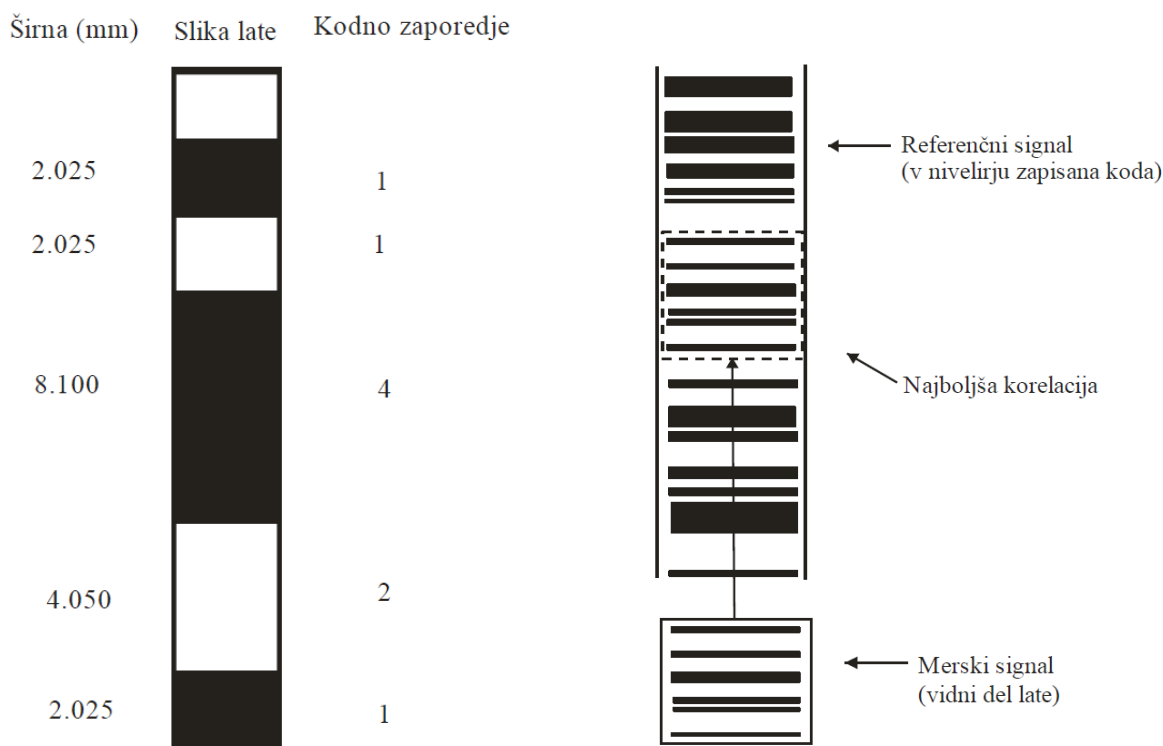 Širna (mm) Slika late Kodno zaporedje
2.025 1
2.025 1
8.100 4
4.050 2
2.025 1
Referenčni signal
(v nivelirju zapisana koda)
Najboljša korelacija
Merski signal
(vidni del late)